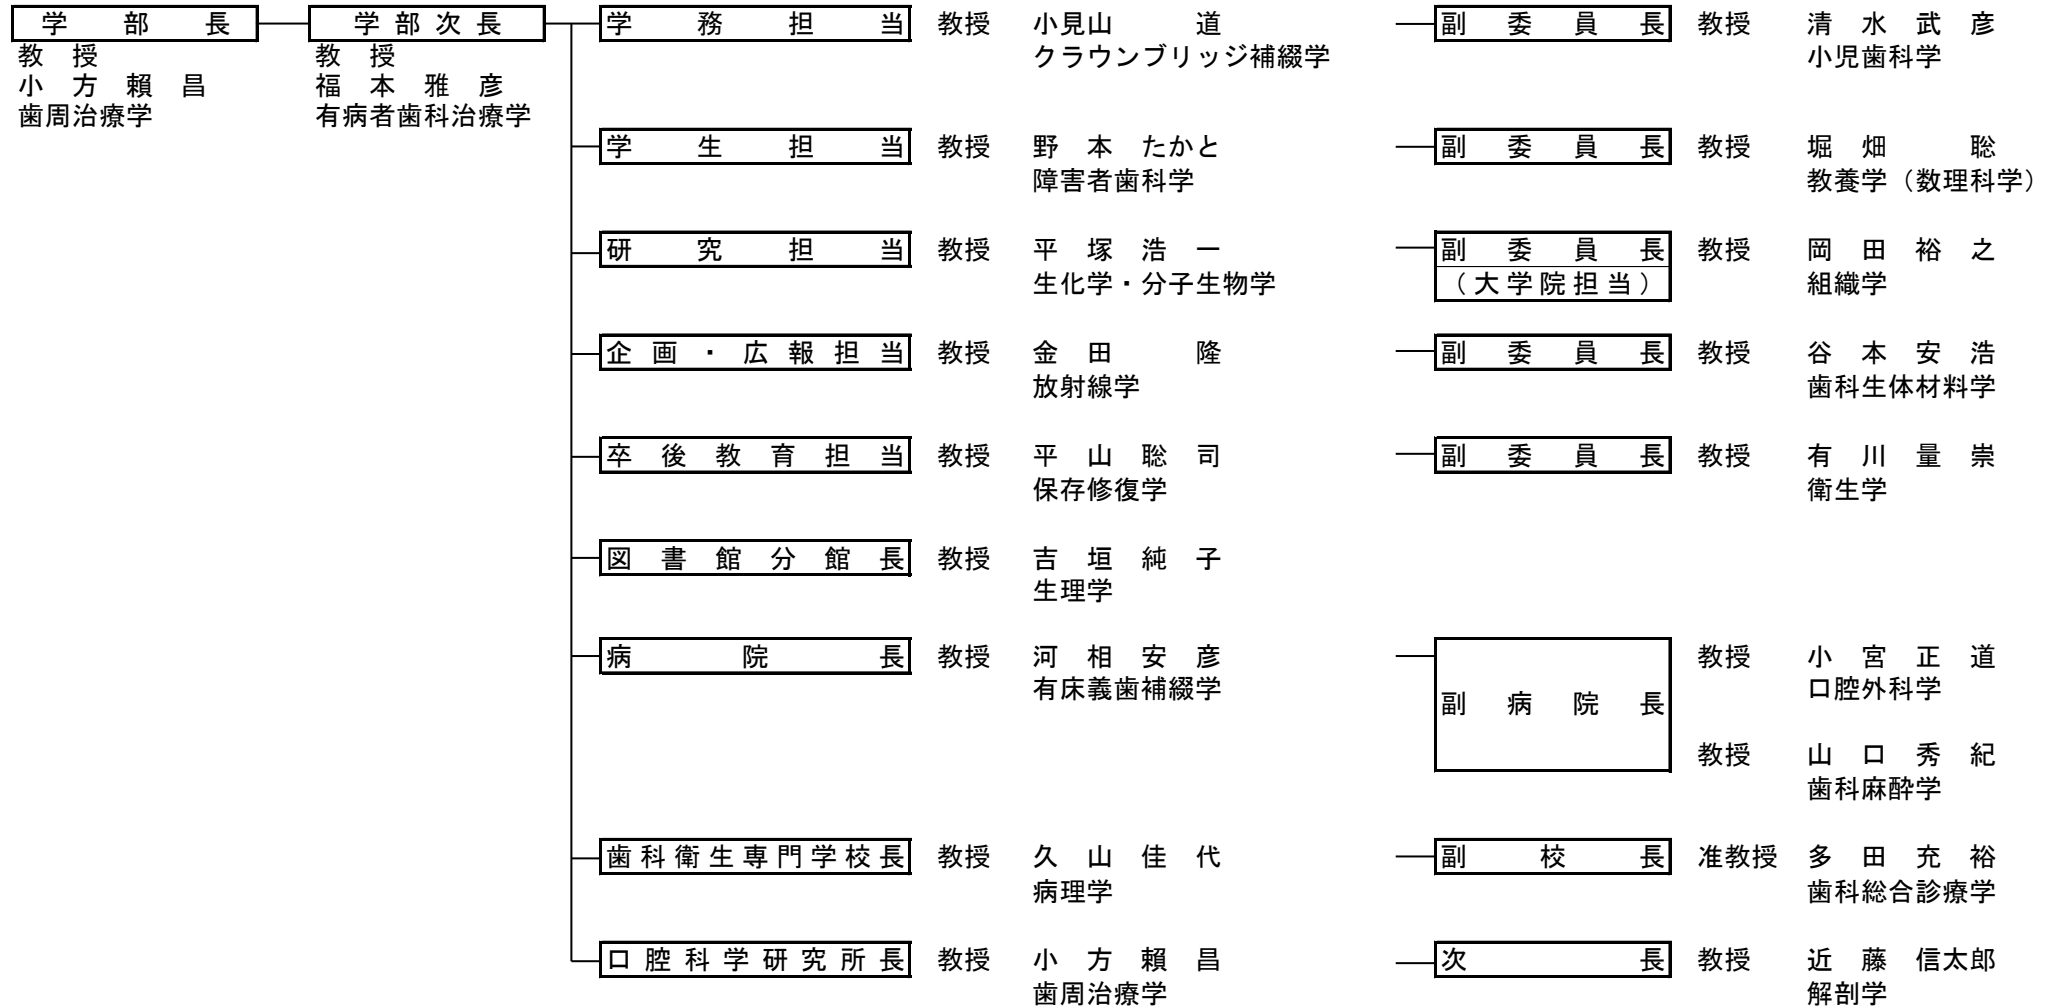 学部長 学部次長 学務担当 教授 小見山 道 副委員長 教授 清水武彦
教授 教授 クラウンブリッジ補綴学 小児歯科学
小方頼昌 福本雅彦
歯周治療学 有病者歯科治療学
学生担当 教授 野本たかと 副委員長 教授 堀畑 聡
障害者歯科学 教養学（数理科学）
研究担当 教授 平塚浩一 副委員長 教授 岡田裕之
生化学・分子生物学 （大学院担当） 組織学
企画・広報担当 教授 金田 隆 副委員長 教授 谷本安浩
放射線学 歯科生体材料学
卒後教育担当 教授 平山聡司 副委員長 教授 有川量崇
保存修復学 衛生学
図書館分館長 教授 吉垣純子
生理学
病院長 教授 河相安彦 教授 小宮正道
有床義歯補綴学 口腔外科学
副病院長
教授 山口秀紀
歯科麻酔学
歯科衛生専門学校長 教授 久山佳代 副校長 准教授 多田充裕
病理学 歯科総合診療学
口腔科学研究所長 教授 小方頼昌 次長 教授 近藤信太郎
歯周治療学 解剖学